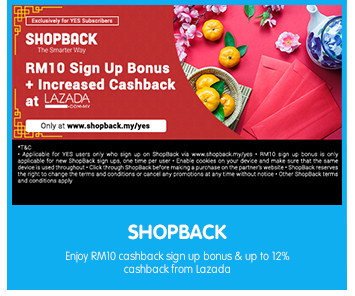 Exclusively for YES Subscribers
SHOPBACK
The Smarter Way
RM10 Sign Up Bonus
+ Increased Cashback
at LAZADA
.COM.MY
Only at www.shopback.my/yes
*T&C
• Applicable for YES users only who sign up on ShopBack via www.shopback.my/yes • RM10 sign up bonus is only
applicable for new ShopBack sign ups, one time per user • Enable cookies on your device and make sure that the same
device is used throughout • Click through ShopBack before making a purchase on the partner's website • ShopBack reserves
the right to change the terms and conditions or cancel any promotions at any time without notice • Other ShopBack terms
and conditions apply
SHOPBACK
Enjoy RM10 cashback sign up bonus & up to 12%
cashback from Lazada